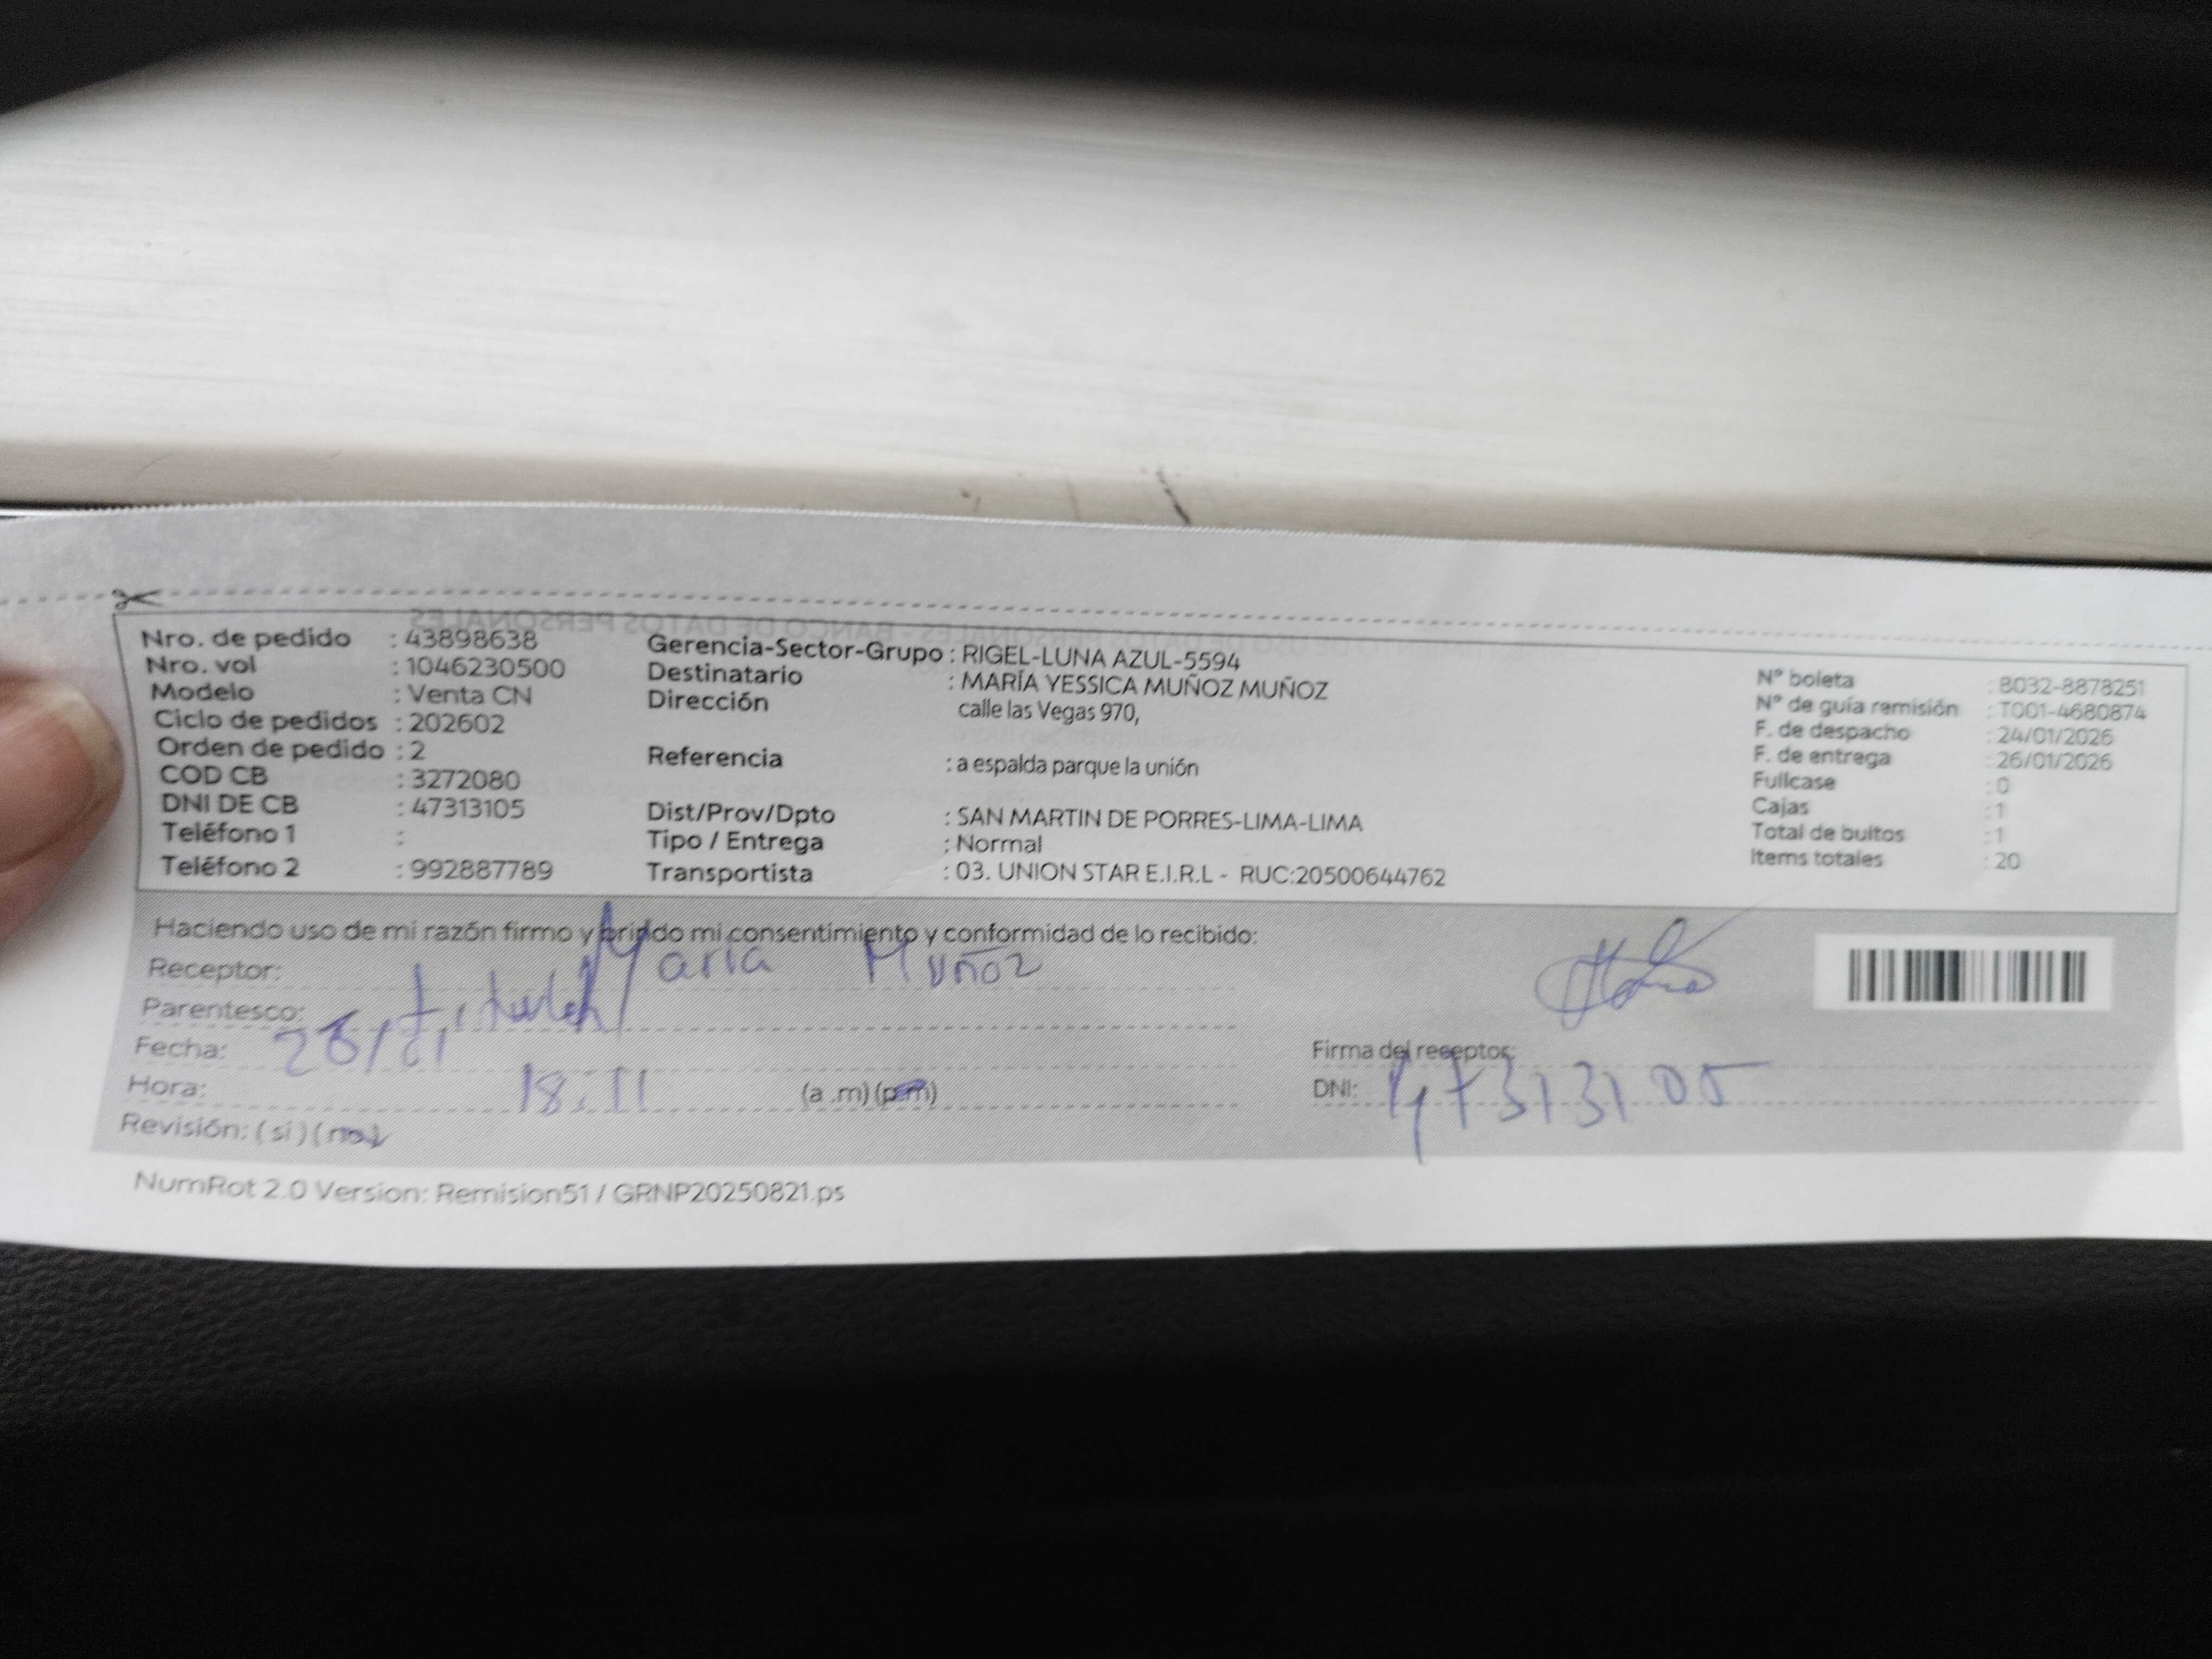 Nro. de pedido : 43898638
Nro. vol : 1046230500
Modelo : Venta CN
Ciclo de pedidos : 202602
Orden de pedido : 2
COD CB : 3272080
DNI DE CB : 47313105
Teléfono 1 :
Teléfono 2 : 992887789
Gerencia-Sector-Grupo : RIGEL-LUNA AZUL-5594
Destinatario : MARÍA YESSICA MUÑOZ MUÑOZ
Dirección calle las Vegas 970,
Referencia : a espalda parque la unión
Dist/Prov/Dpto : SAN MARTIN DE PORRES-LIMA-LIMA
Tipo / Entrega : Normal
Transportista : 03. UNION STAR E.I.R.L - RUC:20500644762
N° boleta : B032-8878251
N° de guía remisión : T001-4680874
F. de despacho : 24/01/2026
F. de entrega : 26/01/2026
Fullcase : 0
Cajas : 1
Total de bultos : 1
Items totales : 20
Haciendo uso de mi razón firmo y brindo mi consentimiento y conformidad de lo recibido:
Receptor: Maria Muñoz
Parentesco: titular
Fecha: 26/01
Hora: 18:11 (a .m) (p.m)
Revisión: ( si ) ( no )
Firma del receptor:
DNI: 47313105
NumRot 2.0 Version: Remision51 / GRNP20250821.ps